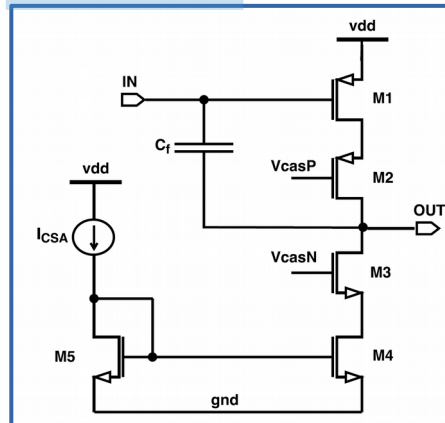 vdd
IN
M1
Cf
VcasP
M2
vdd
OUT
ICSA
VcasN
M3
M5
M4
gnd